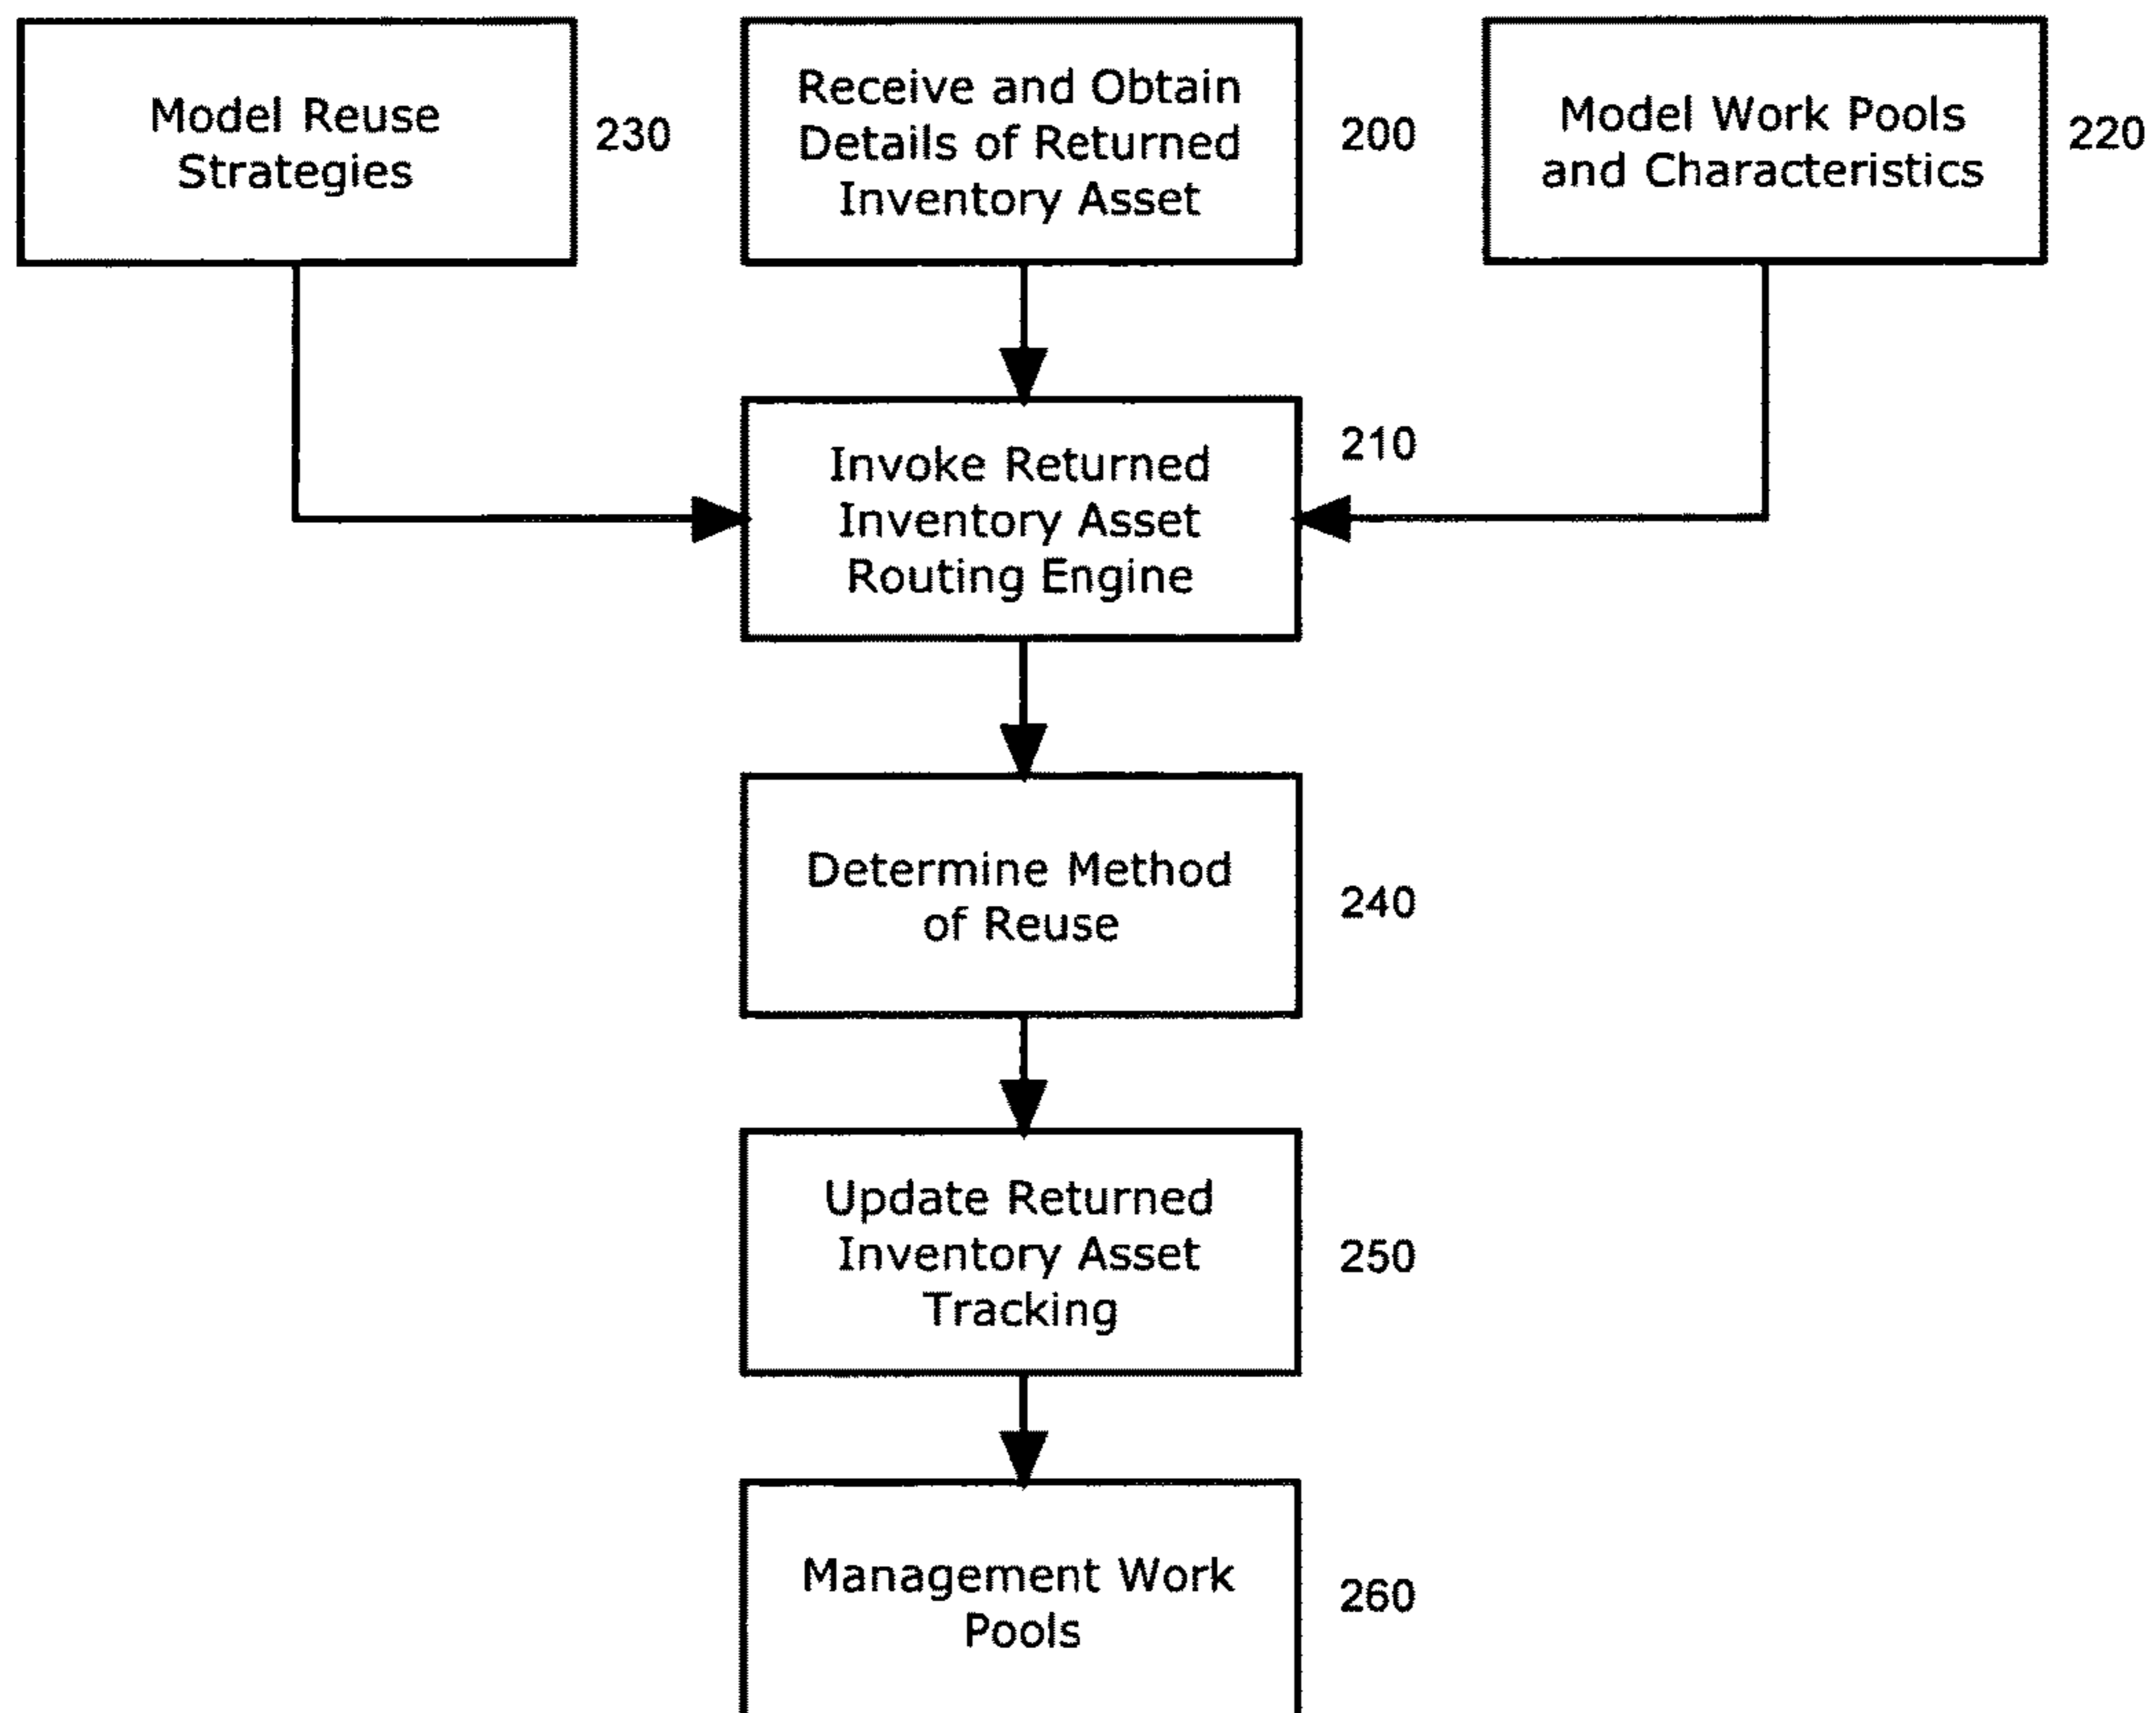 Model Reuse
Strategies
230
Receive and Obtain
Details of Returned
Inventory Asset
200
Model Work Pools
and Characteristics
220
Invoke Returned
Inventory Asset
Routing Engine
210
Determine Method
of Reuse
240
Update Returned
Inventory Asset
Tracking
250
Management Work
Pools
260